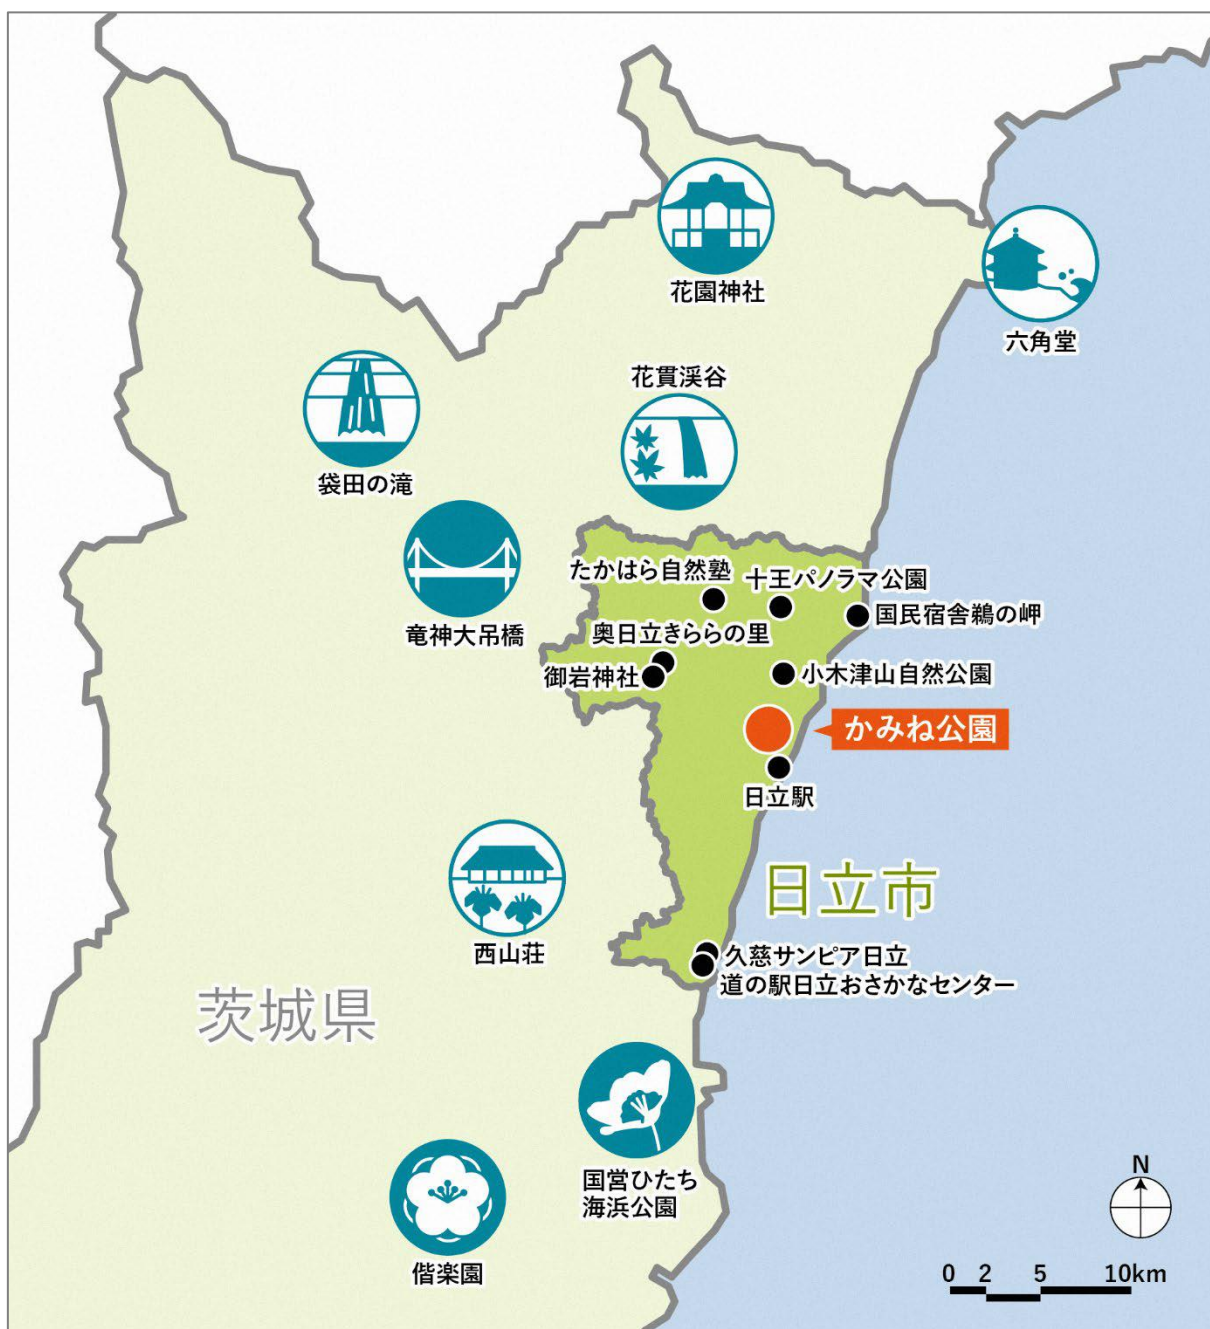 花園神社
六角堂
花貫渓谷
袋田の滝
竜神大吊橋
たかはら自然塾
十王パノラマ公園
国民宿舎鵜の岬
奥日立きららの里
御岩神社
小木津山自然公園
かみね公園
日立駅
日立市
西山荘
久慈サンピア日立
道の駅日立おさかなセンター
茨城県
国営ひたち
海浜公園
偕楽園
N
0 2 5 10km